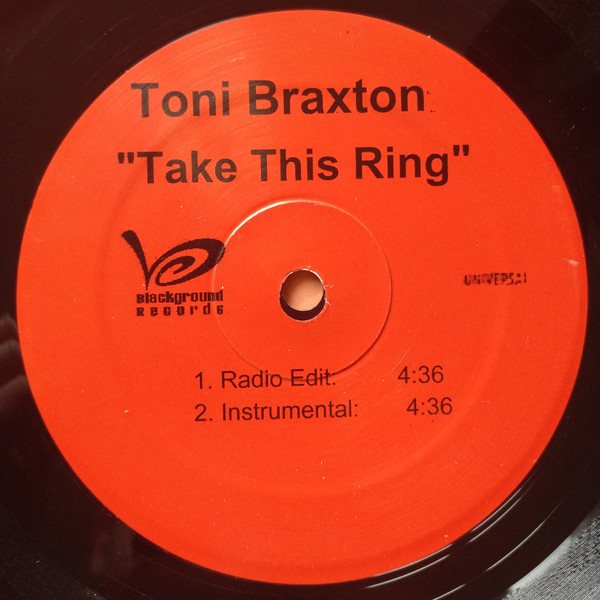 Toni Braxton
"Take This Ring"
Blackground
Records
UNIVERSAL
1. Radio Edit: 4:36
2. Instrumental: 4:36